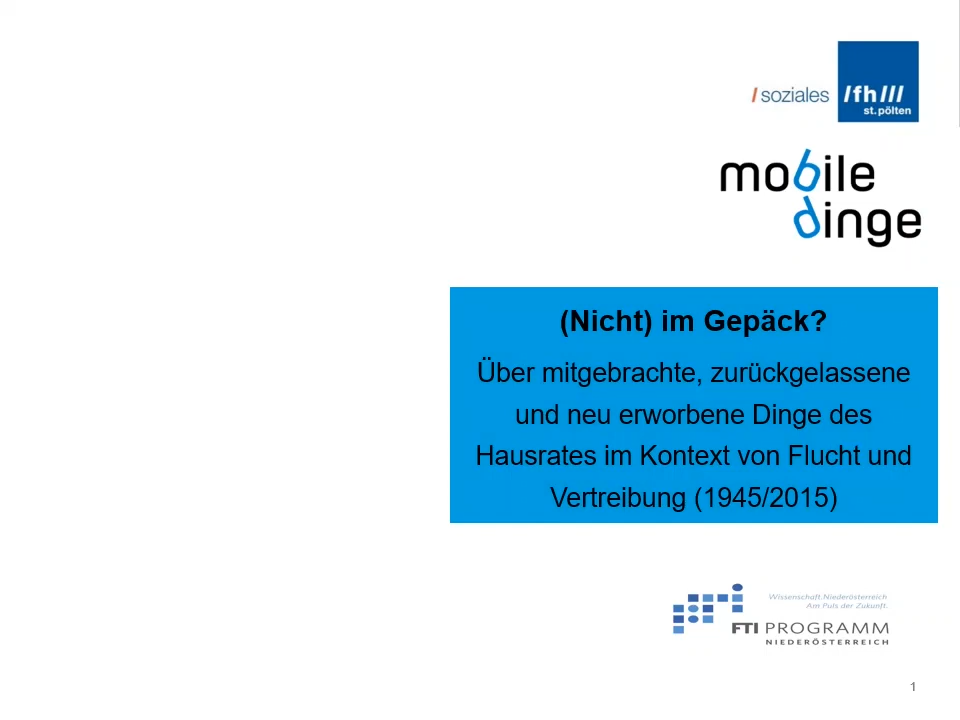 / soziales
/fh///
st.pölten
mobile
dinge
(Nicht) im Gepäck?
Über mitgebrachte, zurückgelassene
und neu erworbene Dinge des
Hausrates im Kontext von Flucht und
Vertreibung (1945/2015)
Wissenschaft.Niederösterreich
Am Puls der Zukunft.
FTI PROGRAMM
NIEDERÖSTERREICH
1